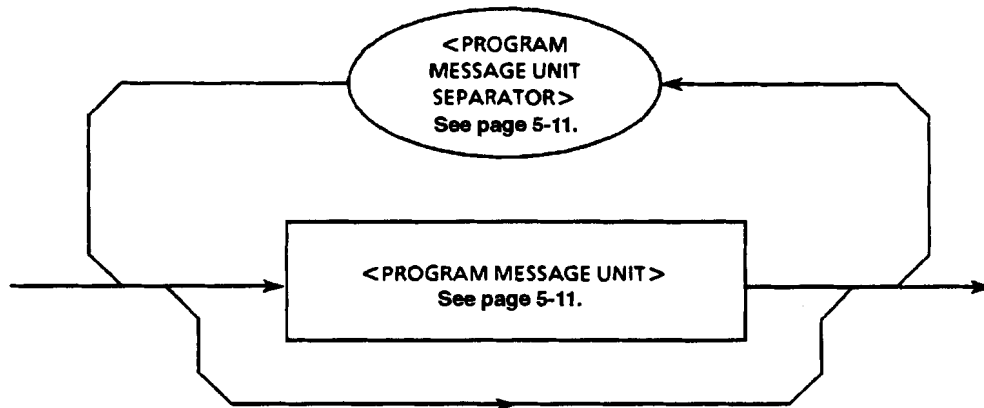 <PROGRAM
MESSAGE UNIT
SEPARATOR>
See page 5-11.
<PROGRAM MESSAGE UNIT>
See page 5-11.